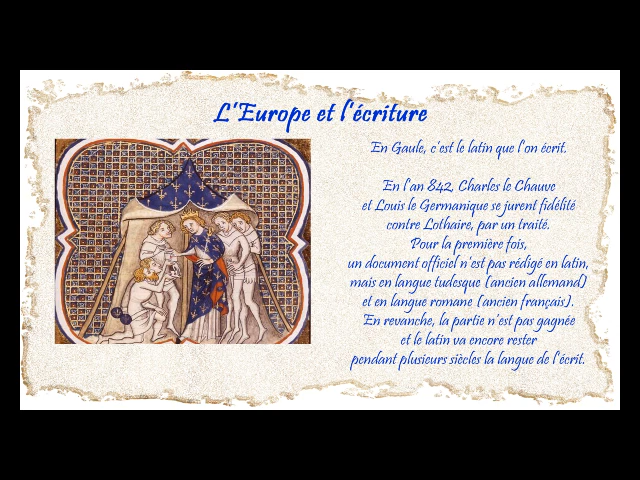 L'Europe et l'écriture
En Gaule, c'est le latin que l'on écrit.
En l'an 842, Charles le Chauve
et Louis le Germanique se jurent fidélité
contre Lothaire, par un traité.
Pour la première fois,
un document officiel n'est pas rédigé en latin,
mais en langue tudesque (ancien allemand)
et en langue romane (ancien français).
En revanche, la partie n'est pas gagnée
et le latin va encore rester
pendant plusieurs siècles la langue de l'écrit.